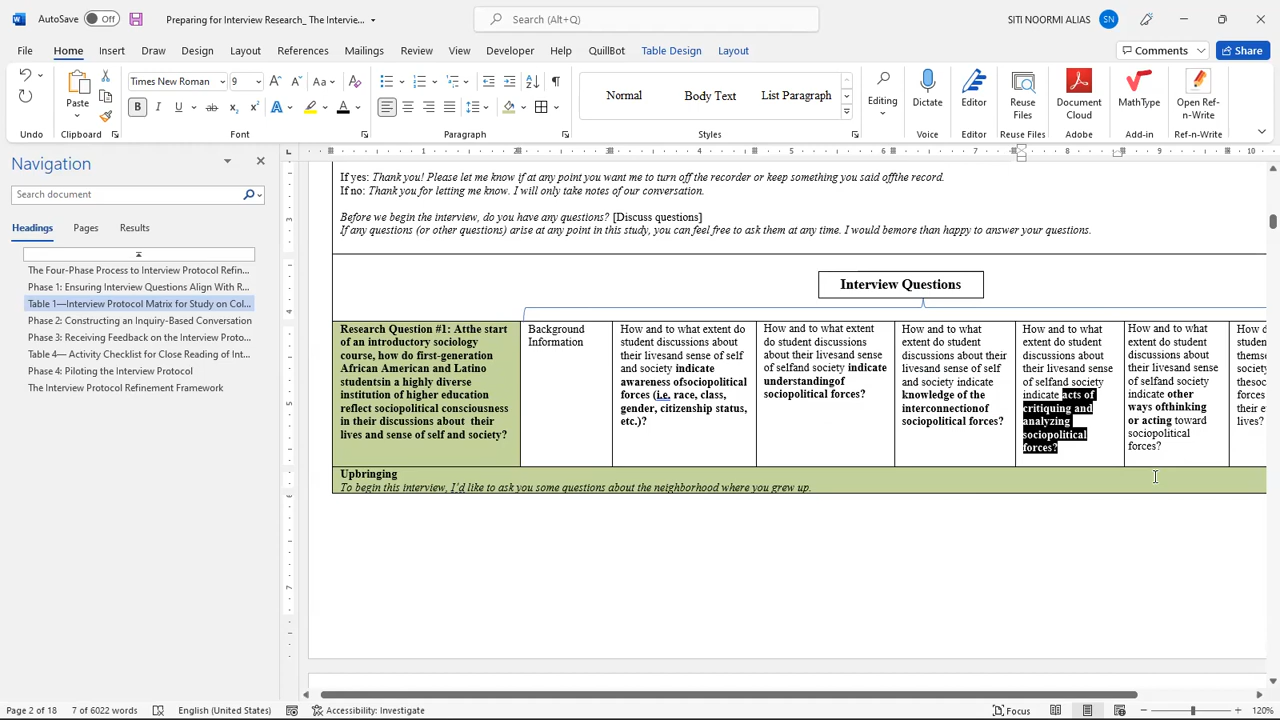 AutoSave Off Preparing for Interview Research_ The Intervie... Search (Alt+Q) SITI NOORMI ALIAS SN
File Home Insert Draw Design Layout References Mailings Review View Developer Help QuillBot Table Design Layout Comments Share
Times New Roman 9 Aa A
Paste B I U ab x₂ x² A A Normal Body Text List Paragraph Editing Dictate Editor Reuse Files Document Cloud MathType Open Ref-n-Write
Undo Clipboard Font Paragraph Styles Voice Editor Reuse Files Adobe Add-in Ref-n-Write
Navigation
Search document
Headings Pages Results
The Four-Phase Process to Interview Protocol Refin...
Phase 1: Ensuring Interview Questions Align With R...
Table 1—Interview Protocol Matrix for Study on Col...
Phase 2: Constructing an Inquiry-Based Conversation
Phase 3: Receiving Feedback on the Interview Proto...
Table 4— Activity Checklist for Close Reading of Int...
Phase 4: Piloting the Interview Protocol
The Interview Protocol Refinement Framework
1 2 3 4 5 6 7 8 9 10
3
4
5
6
7
If yes: Thank you! Please let me know if at any point you want me to turn off the recorder or keep something you said offthe record.
If no: Thank you for letting me know. I will only take notes of our conversation.
Before we begin the interview, do you have any questions? [Discuss questions]
If any questions (or other questions) arise at any point in this study, you can feel free to ask them at any time. I would bemore than happy to answer your questions.
Interview Questions
Research Question #1: Atthe start
of an introductory sociology
course, how do first-generation
African American and Latino
studentsin a highly diverse
institution of higher education
reflect sociopolitical consciousness
in their discussions about their
lives and sense of self and society?
Background
Information
How and to what extent do
student discussions about
their livesand sense of self
and society indicate
awareness ofsociopolitical
forces (i.e. race, class,
gender, citizenship status,
etc.)?
How and to what extent
do student discussions
about their livesand sense
of selfand society indicate
understandingof
sociopolitical forces?
How and to what
extent do student
discussions about their
livesand sense of self
and society indicate
knowledge of the
interconnectionof
sociopolitical forces?
How and to what
extent do student
discussions about
their livesand
sense of
selfand society
indicate acts of
critiquing and
analyzing
sociopolitical
forces?
How and to what
extent do student
discussions about
their livesand
sense of
selfand society
indicate other
ways ofthinking
or acting toward
sociopolitical
forces?
Upbringing
To begin this interview, I'd like to ask you some questions about the neighborhood where you grew up.
Page 2 of 18 7 of 6022 words English (United States) Accessibility: Investigate Focus 120%